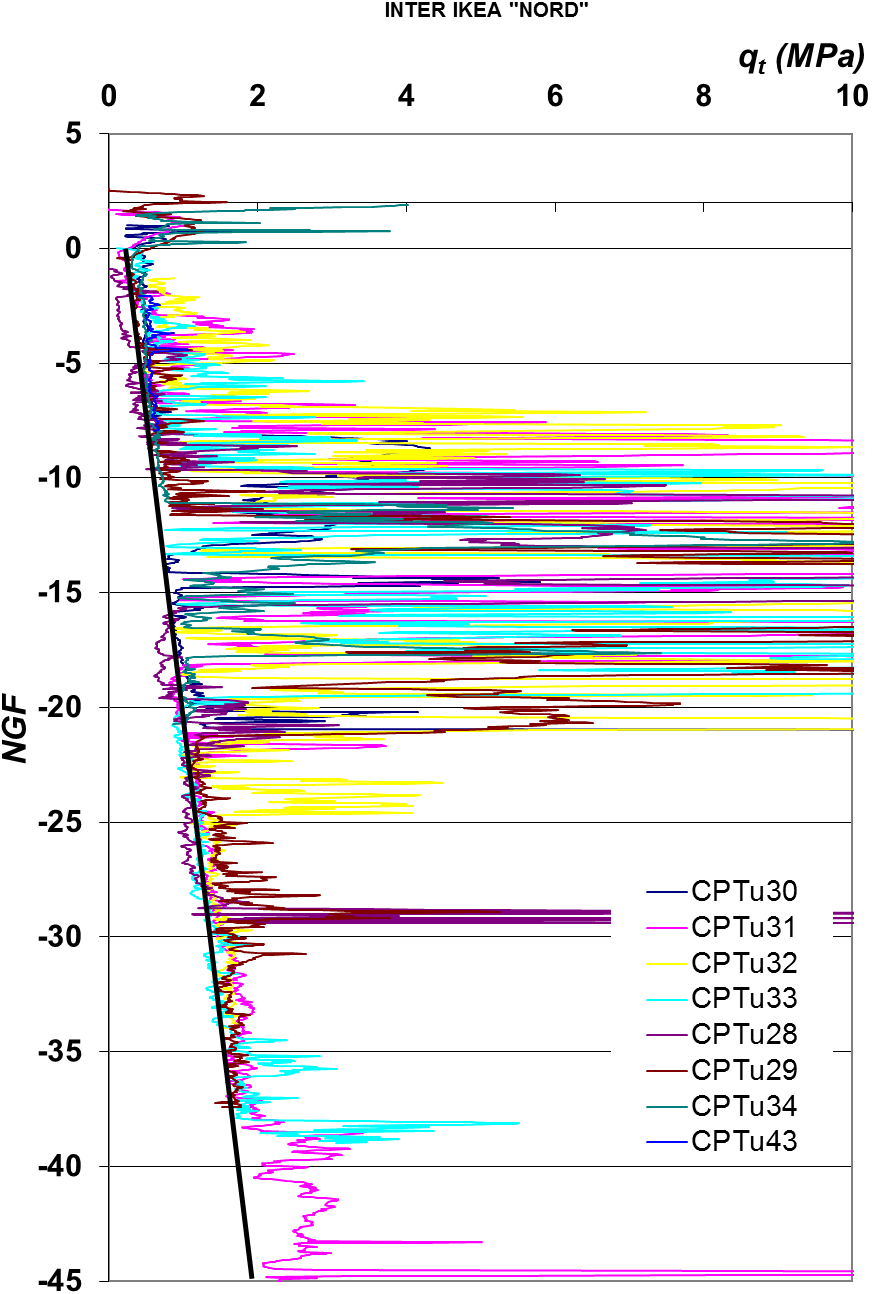 INTER IKEA "NORD"
qt (MPa)
0 2 4 6 8 10
5
0
-5
-10
-15
-20
-25
-30
-35
-40
-45
NGF
CPTu30
CPTu31
CPTu32
CPTu33
CPTu28
CPTu29
CPTu34
CPTu43